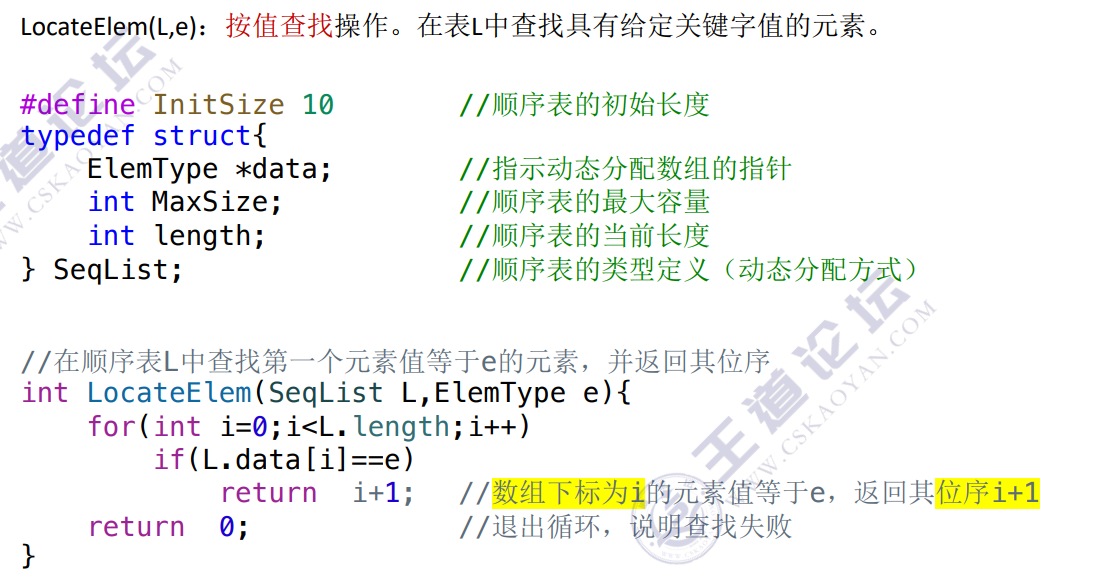 LocateElem(L,e)：按值查找操作。在表L中查找具有给定关键字值的元素。
#define InitSize 10 //顺序表的初始长度
typedef struct{
ElemType *data; //指示动态分配数组的指针
int MaxSize; //顺序表的最大容量
int length; //顺序表的当前长度
} SeqList; //顺序表的类型定义（动态分配方式）
//在顺序表L中查找第一个元素值等于e的元素，并返回其位序
int LocateElem(SeqList L,ElemType e){
for(int i=0;i<L.length;i++)
if(L.data[i]==e)
return i+1; //数组下标为i的元素值等于e，返回其位序i+1
return 0; //退出循环，说明查找失败
}
王道论坛
WWW.CSKAOYAN.COM
王道论坛
WWW.CSKAOYAN.COM